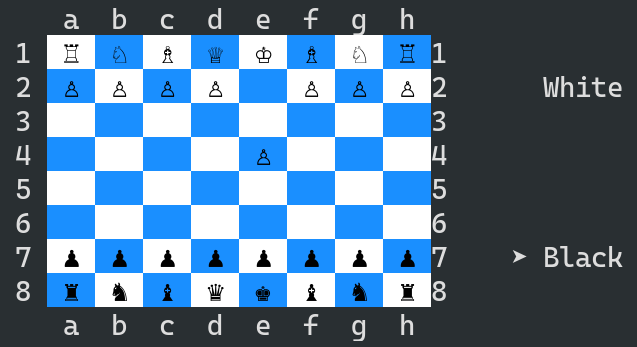 a b c d e f g h
1 ♖ ♘ ♗ ♕ ♔ ♗ ♘ ♖ 1
2 ♙ ♙ ♙ ♙ ♙ ♙ ♙ 2 White
3 3
4 ♙ 4
5 5
6 6
7 ♟ ♟ ♟ ♟ ♟ ♟ ♟ ♟ 7 ➤ Black
8 ♜ ♞ ♝ ♛ ♚ ♝ ♞ ♜ 8
a b c d e f g h